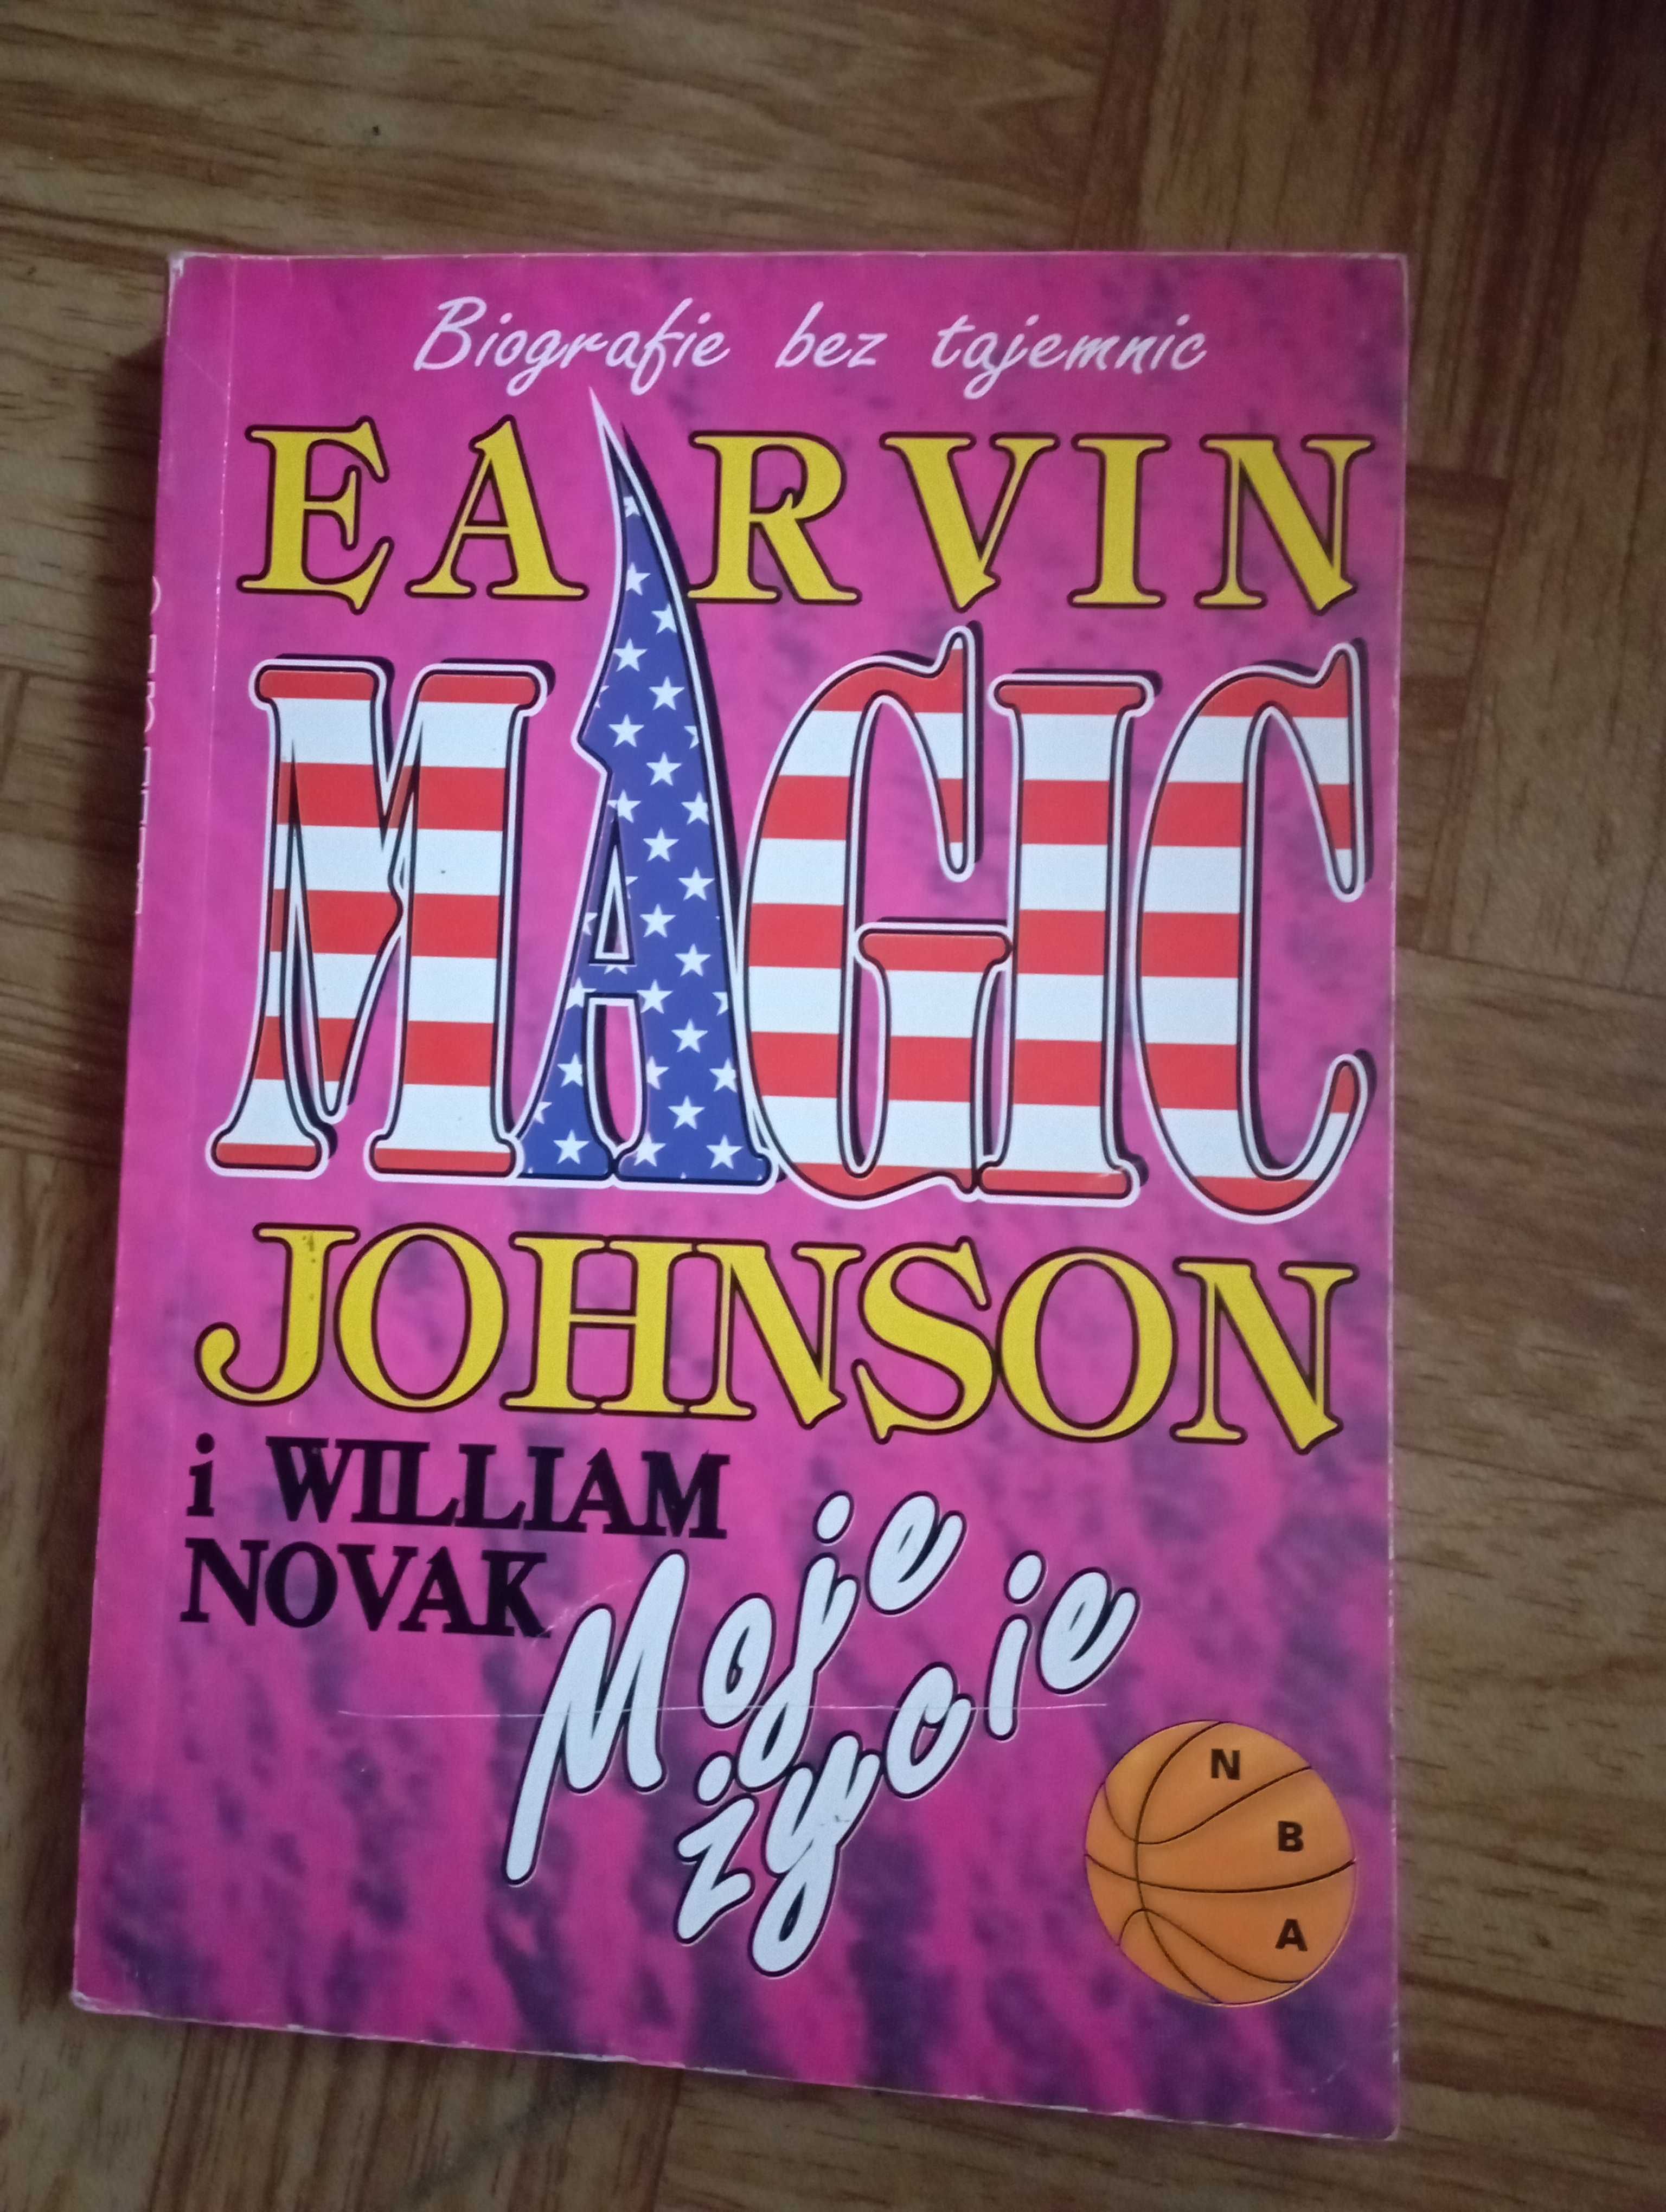 Biografie bez tajemnic
EARVIN
MAGIC
JOHNSON
i WILLIAM
NOVAK
Moje
życie
N
B
A